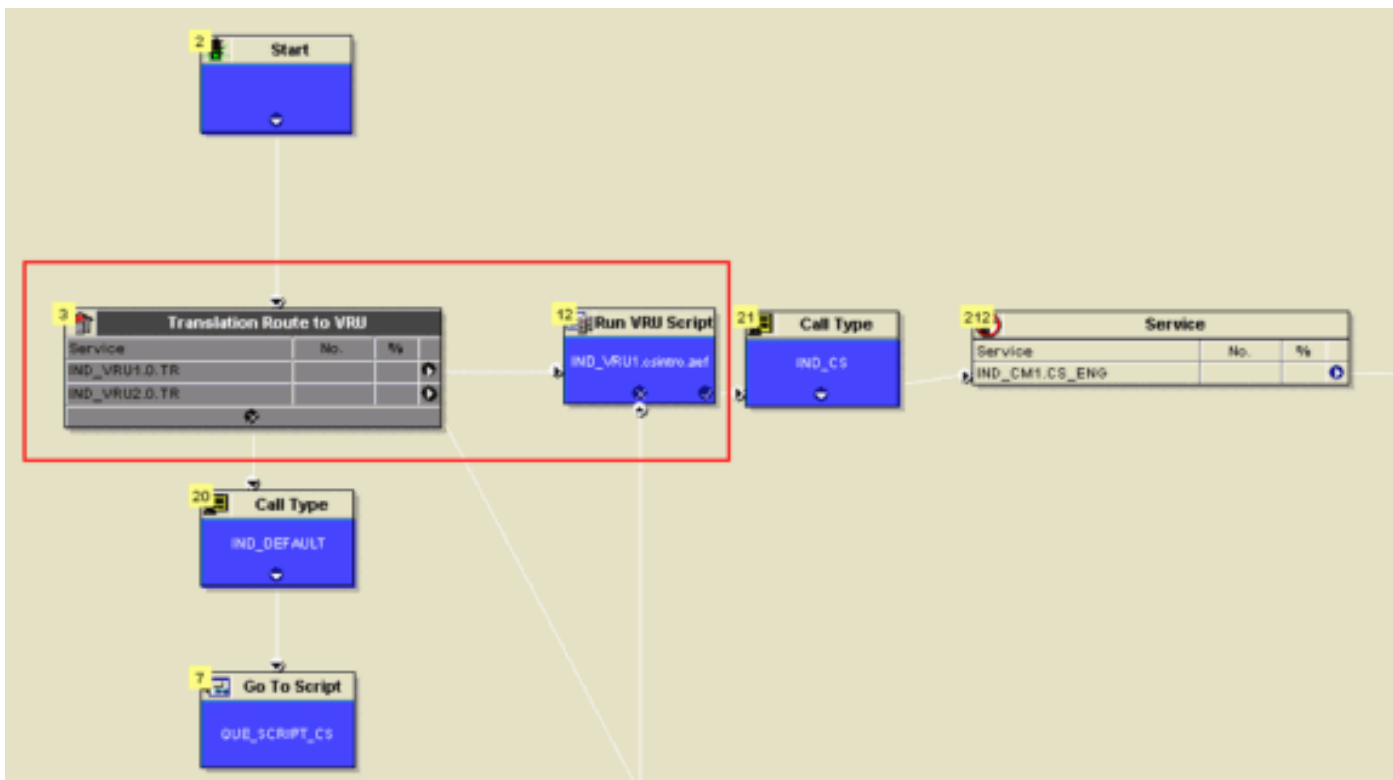 2
Start
3
Translation Route to VRU
Service No. %
IND_VRU1.0.TR
IND_VRU2.0.TR
12
Run VRU Script
IND_VRU1.csintro.aef
21
Call Type
IND_CS
212
Service
Service No. %
IND_CM1.CS_ENG
20
Call Type
IND_DEFAULT
7
Go To Script
QUE_SCRIPT_CS